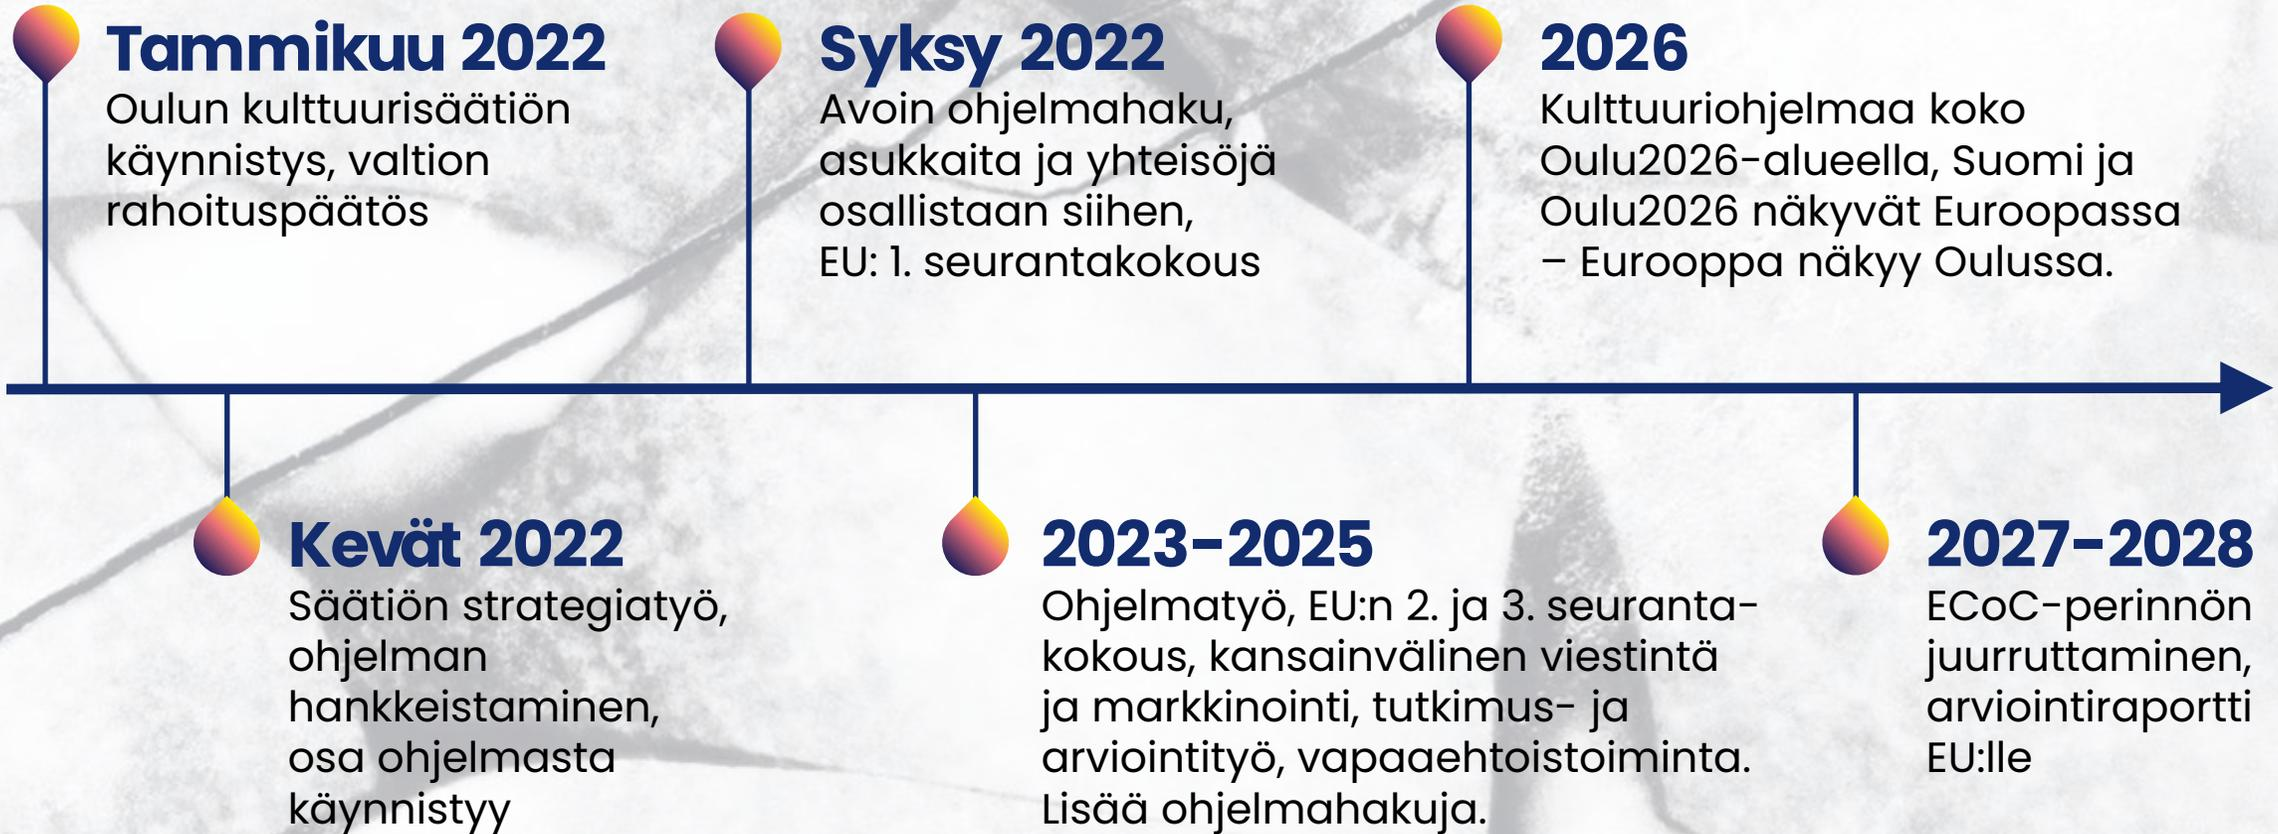 Tammikuu 2022
Oulun kulttuurisäätiön
käynnistys, valtion
rahoituspäätös
Kevät 2022
Säätiön strategiatyö,
ohjelman
hankkeistaminen,
osa ohjelmasta
käynnistyy
Syksy 2022
Avoin ohjelmahaku,
asukkaita ja yhteisöjä
osallistaan siihen,
EU: 1. seurantakokous
2023-2025
Ohjelmatyö, EU:n 2. ja 3. seuranta-
kokous, kansainvälinen viestintä
ja markkinointi, tutkimus- ja
arviointityö, vapaaehtoistoiminta.
Lisää ohjelmahakuja.
2026
Kulttuuriohjelmaa koko
Oulu2026-alueella, Suomi ja
Oulu2026 näkyvät Euroopassa
– Eurooppa näkyy Oulussa.
2027-2028
ECoC-perinnön
juurruttaminen,
arviointiraportti
EU:lle